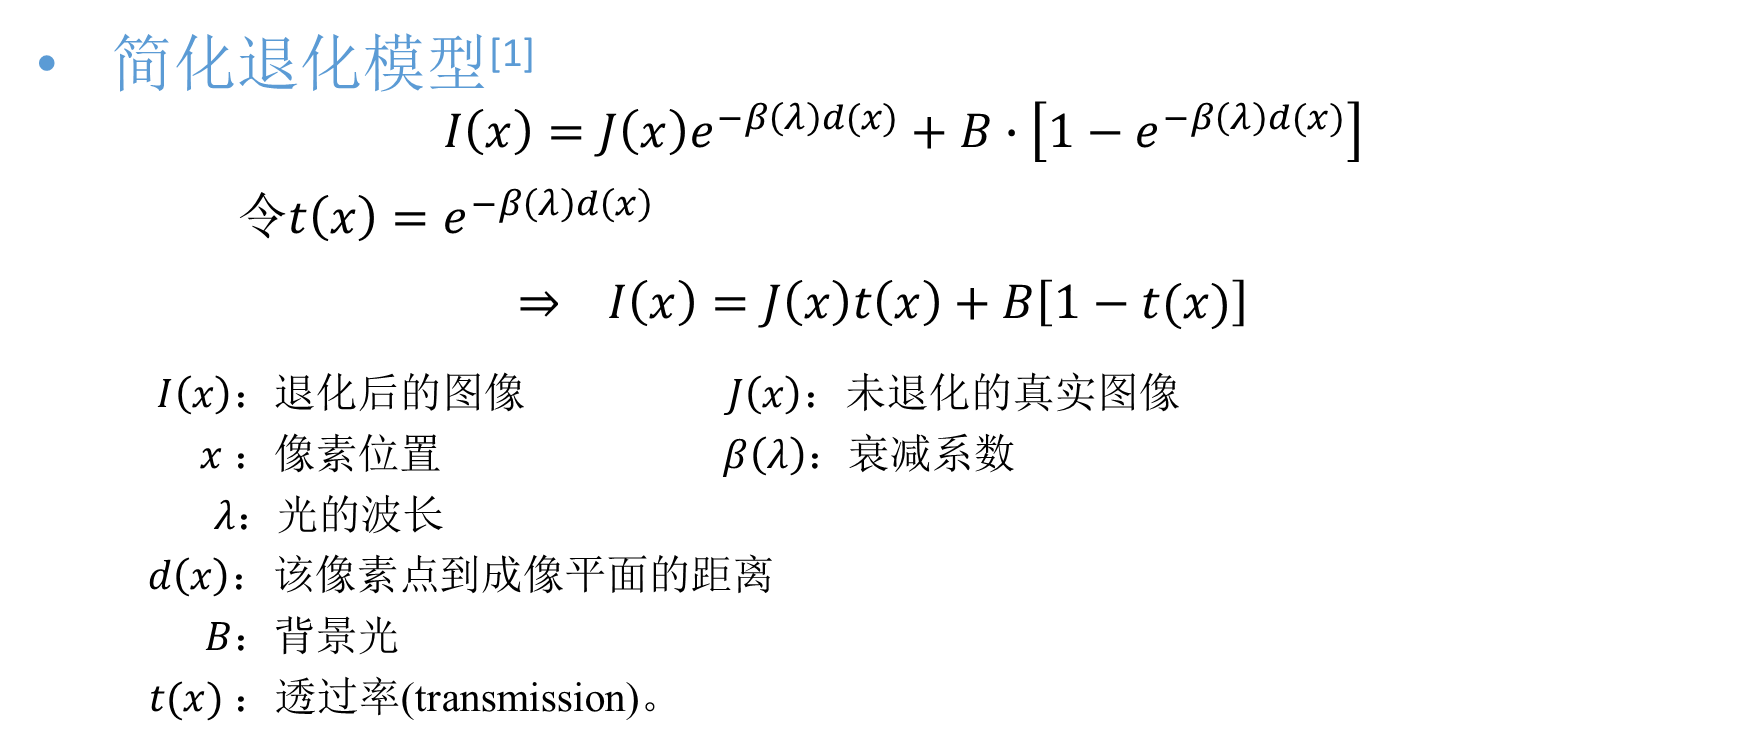 • 简化退化模型[1]
I(x) = J(x)e^{−β(λ)d(x)} + B · [1 − e^{−β(λ)d(x)}]
令t(x) = e^{−β(λ)d(x)}
⇒ I(x) = J(x)t(x) + B[1 − t(x)]
I(x)：退化后的图像 J(x)：未退化的真实图像
x ：像素位置 β(λ)：衰减系数
λ：光的波长
d(x)：该像素点到成像平面的距离
B：背景光
t(x) ：透过率(transmission)。